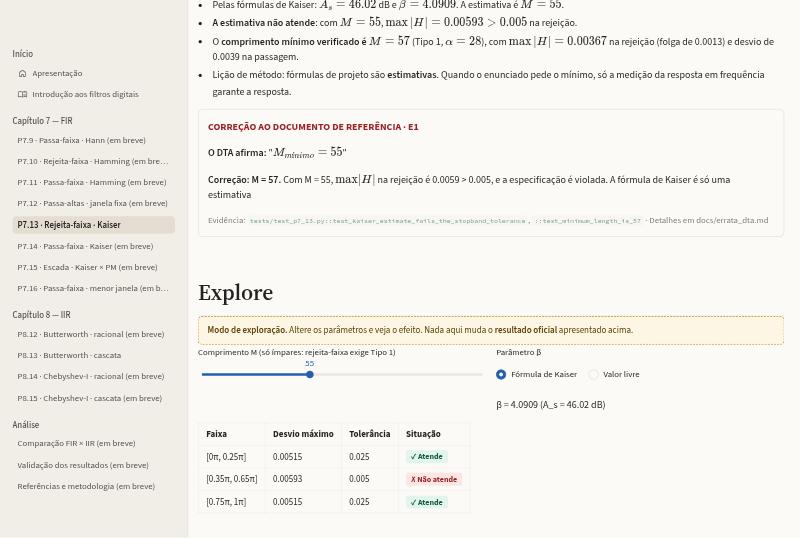 Início
Apresentação
Introdução aos filtros digitais
Capítulo 7 — FIR
P7.9 · Passa-faixa · Hann (em breve)
P7.10 · Rejeita-faixa · Hamming (em bre…
P7.11 · Passa-faixa · Hamming (em breve)
P7.12 · Passa-altas · janela fixa (em breve)
P7.13 · Rejeita-faixa · Kaiser
P7.14 · Passa-faixa · Kaiser (em breve)
P7.15 · Escada · Kaiser × PM (em breve)
P7.16 · Passa-faixa · menor janela (em b…
Capítulo 8 — IIR
P8.12 · Butterworth · racional (em breve)
P8.13 · Butterworth · cascata
P8.14 · Chebyshev-I · racional (em breve)
P8.15 · Chebyshev-I · cascata (em breve)
Análise
Comparação FIR × IIR (em breve)
Validação dos resultados (em breve)
Referências e metodologia (em breve)
• Pelas fórmulas de Kaiser: A_s = 46.02 dB e β = 4.0909. A estimativa é M = 55.
• A estimativa não atende: com M = 55, max |H| = 0.00593 > 0.005 na rejeição.
• O comprimento mínimo verificado é M = 57 (Tipo 1, α = 28), com max |H| = 0.00367 na rejeição (folga de 0.0013) e desvio de
0.0039 na passagem.
• Lição de método: fórmulas de projeto são estimativas. Quando o enunciado pede o mínimo, só a medição da resposta em frequência
garante a resposta.
CORREÇÃO AO DOCUMENTO DE REFERÊNCIA · E1
O DTA afirma: "M_mínimo = 55"
Correção: M = 57. Com M = 55, max|H| na rejeição é 0.0059 > 0.005, e a especificação é violada. A fórmula de Kaiser é só uma
estimativa
Evidência: tests/test_p7_13.py::test_kaiser_estimate_fails_the_stopband_tolerance , ::test_minimum_length_is_57 · Detalhes em docs/errata_dta.md
Explore
Modo de exploração. Altere os parâmetros e veja o efeito. Nada aqui muda o resultado oficial apresentado acima.
Comprimento M (só ímpares: rejeita-faixa exige Tipo 1)
55
Parâmetro β
Fórmula de Kaiser Valor livre
β = 4.0909 (A_s = 46.02 dB)
Faixa Desvio máximo Tolerância Situação
[0π, 0.25π] 0.00515 0.025 ✓ Atende
[0.35π, 0.65π] 0.00593 0.005 ✗ Não atende
[0.75π, 1π] 0.00515 0.025 ✓ Atende